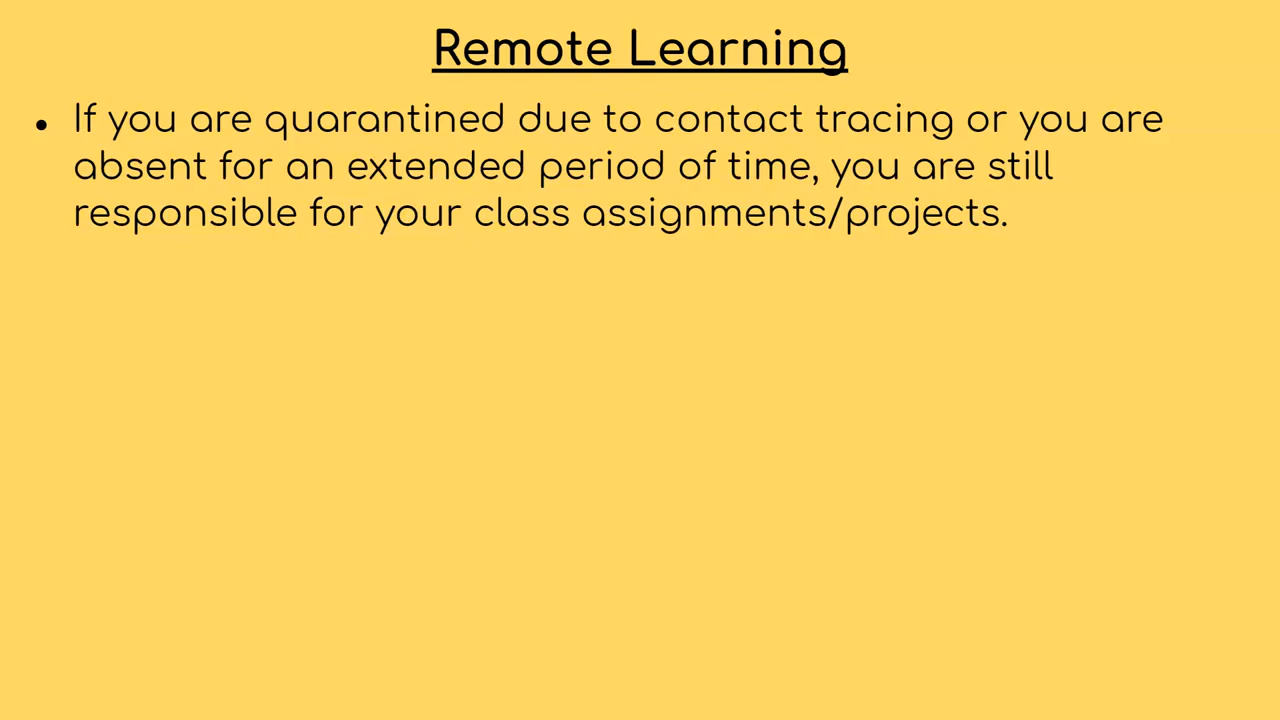 Remote Learning
• If you are quarantined due to contact tracing or you are
absent for an extended period of time, you are still
responsible for your class assignments/projects.